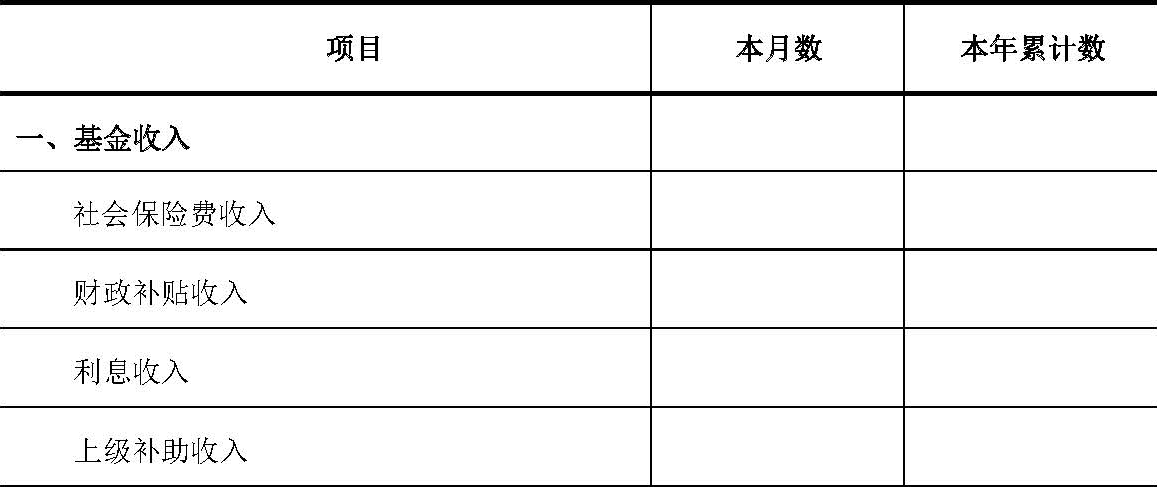 项目 本月数 本年累计数
一、基金收入
社会保险费收入
财政补贴收入
利息收入
上级补助收入